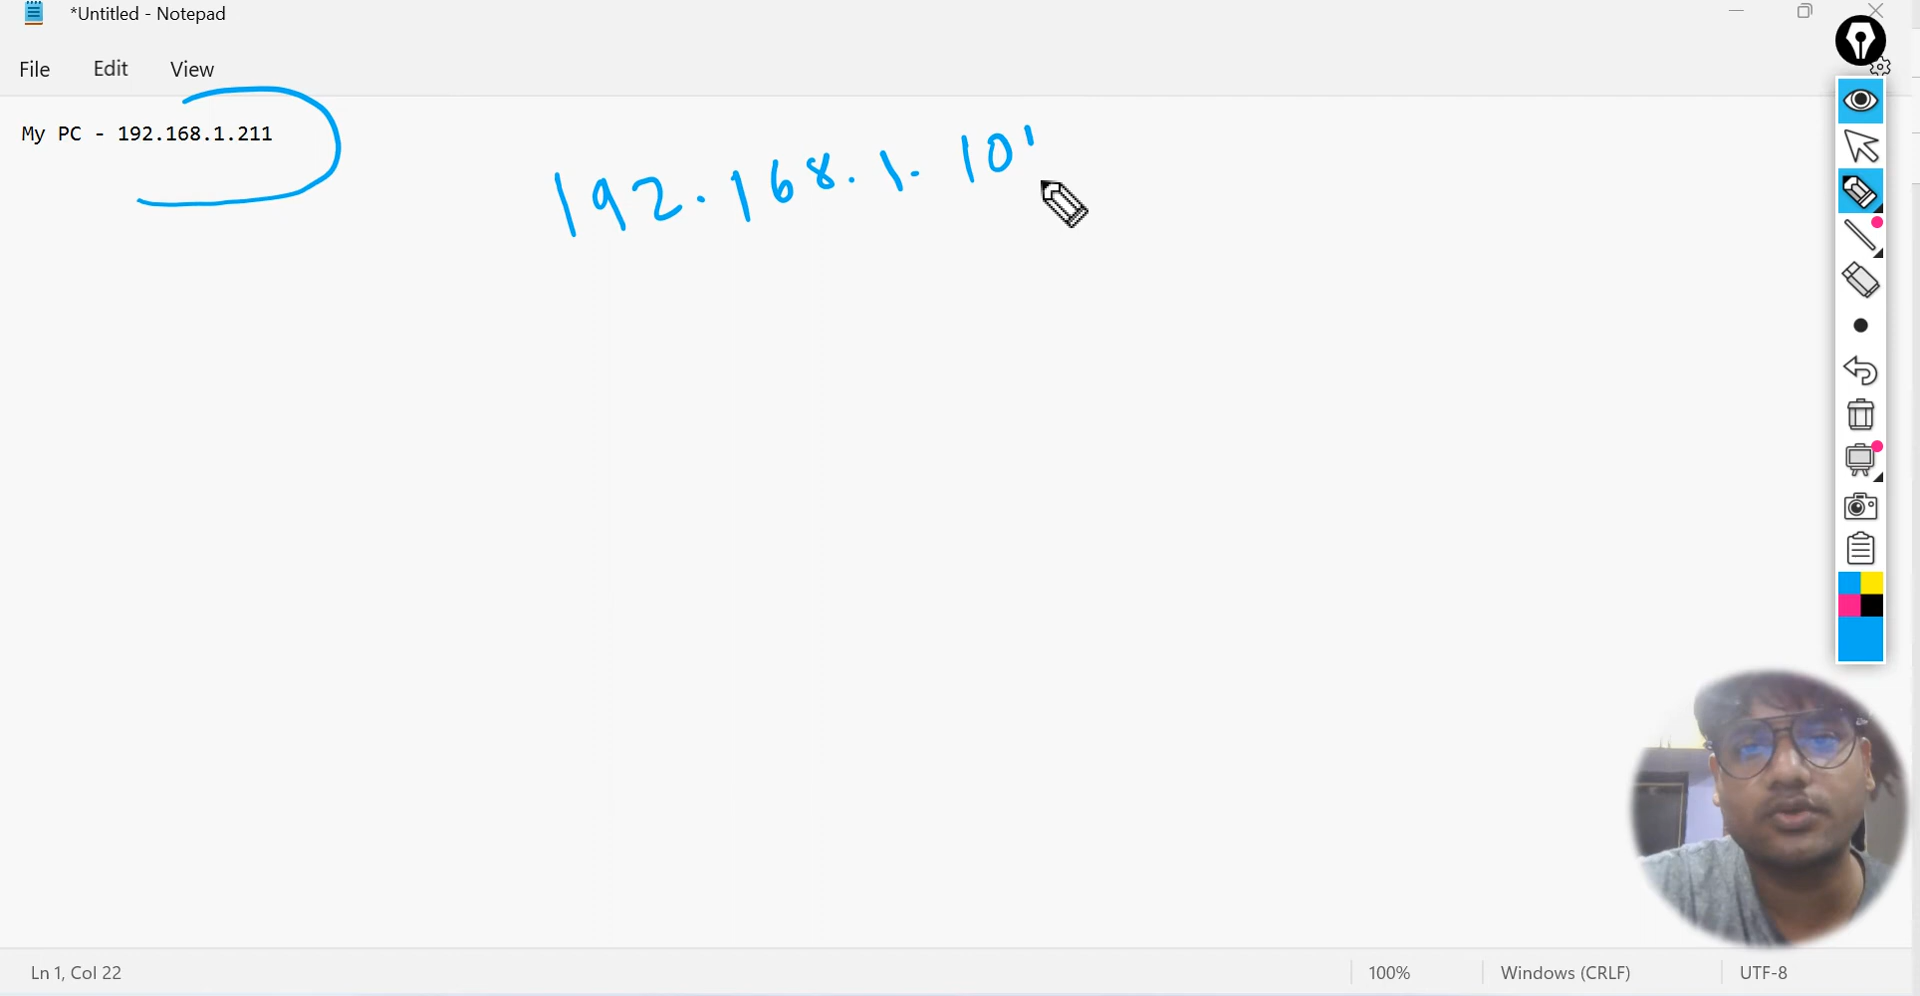 *Untitled - Notepad
File Edit View
My PC - 192.168.1.211
192.168.1.101
Ln 1, Col 22 100% Windows (CRLF) UTF-8